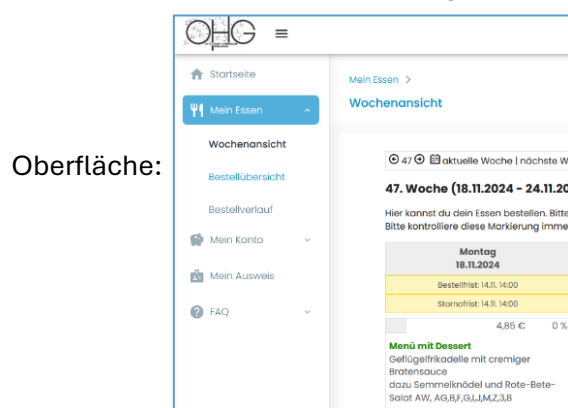 OHG
Startseite
Mein Essen
Wochenansicht
Bestellübersicht
Bestellverlauf
Mein Konto
Mein Ausweis
FAQ
Oberfläche:
Mein Essen >
Wochenansicht
47 aktuelle Woche | nächste W
47. Woche (18.11.2024 - 24.11.20
Hier kannst du dein Essen bestellen. Bitte
Bitte kontrolliere diese Markierung imme
Montag
18.11.2024
Bestellfrist: 14.11. 14:00
Stornofrist: 14.11. 14:00
4,85 € 0 %
Menü mit Dessert
Geflügelfrikadelle mit cremiger
Bratensauce
dazu Semmelknödel und Rote-Bete-
Salat AW, AG,B,F,G,I,J,M,Z,3,8